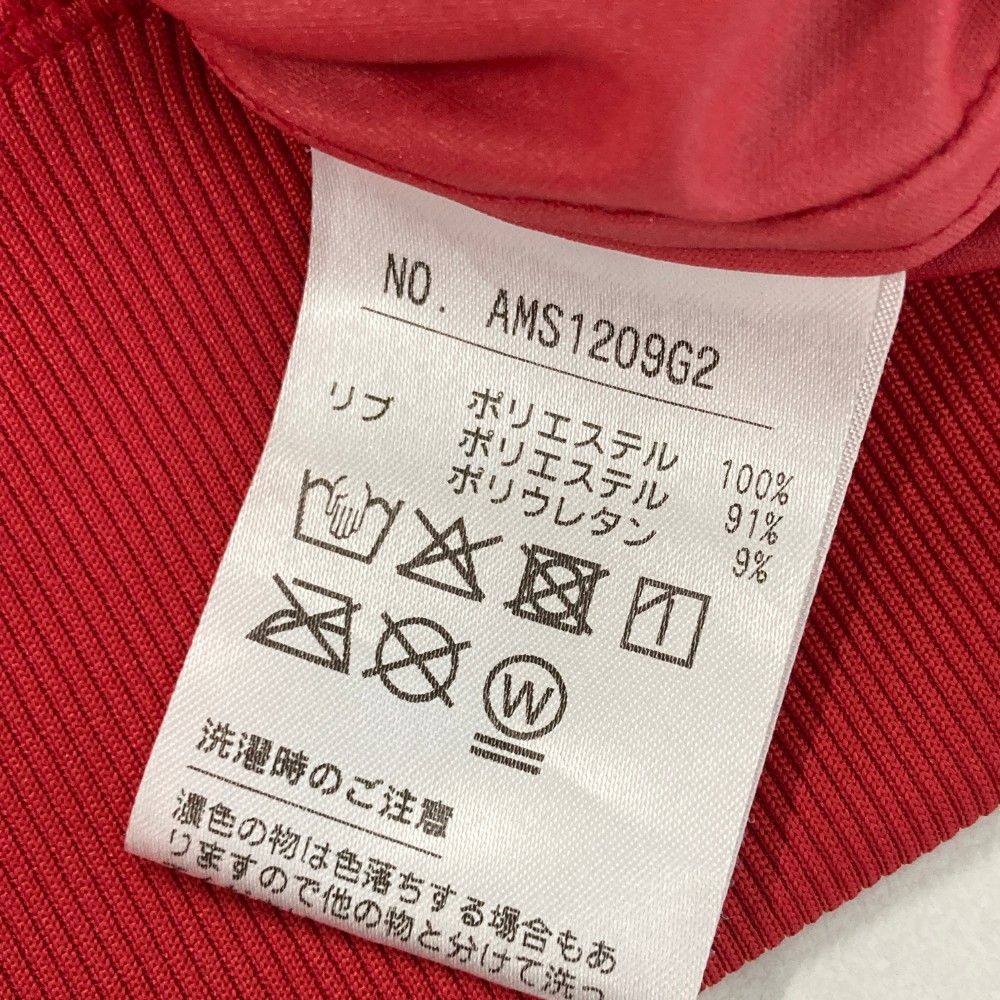 NO. AMS1209G2
ポリエステル 100%
リブ ポリエステル 91%
ポリウレタン 9%
W
洗濯時のご注意
濃色の物は色落ちする場合もあ
りますので他の物と分けて洗つ